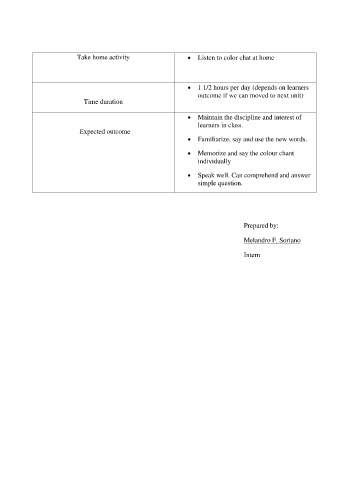 Take home activity
• Listen to color chat at home
Time duration
• 1 1/2 hours per day (depends on learners
outcome if we can moved to next unit)
Expected outcome
• Maintain the discipline and interest of
learners in class.
• Familiarize, say and use the new words.
• Memorize and say the colour chant
individually
• Speak well. Can comprehend and answer
simple question.
Prepared by:
Melandro F. Soriano
Intern